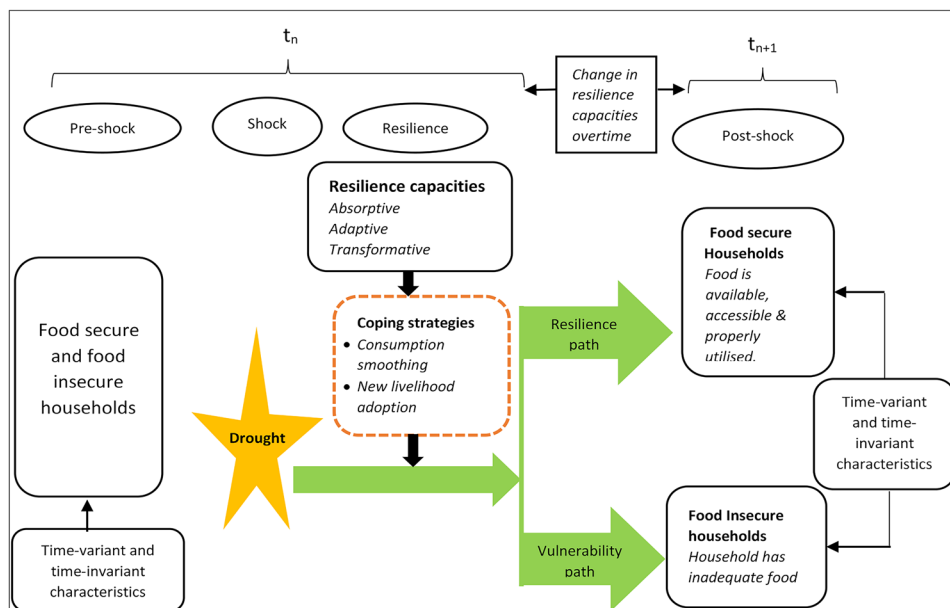 tn
tn+1
Change in
resilience
capacities
overtime
Pre-shock
Shock
Resilience
Post-shock
Resilience capacities
Absorptive
Adaptive
Transformative
Food secure
and food
insecure
households
Drought
Coping strategies
• Consumption
smoothing
• New livelihood
adoption
Resilience
path
Food secure
Households
Food is
available,
accessible &
properly
utilised.
Time-variant
and time-
invariant
characteristics
Vulnerability
path
Food Insecure
households
Household has
inadequate food
Time-variant and
time-invariant
characteristics